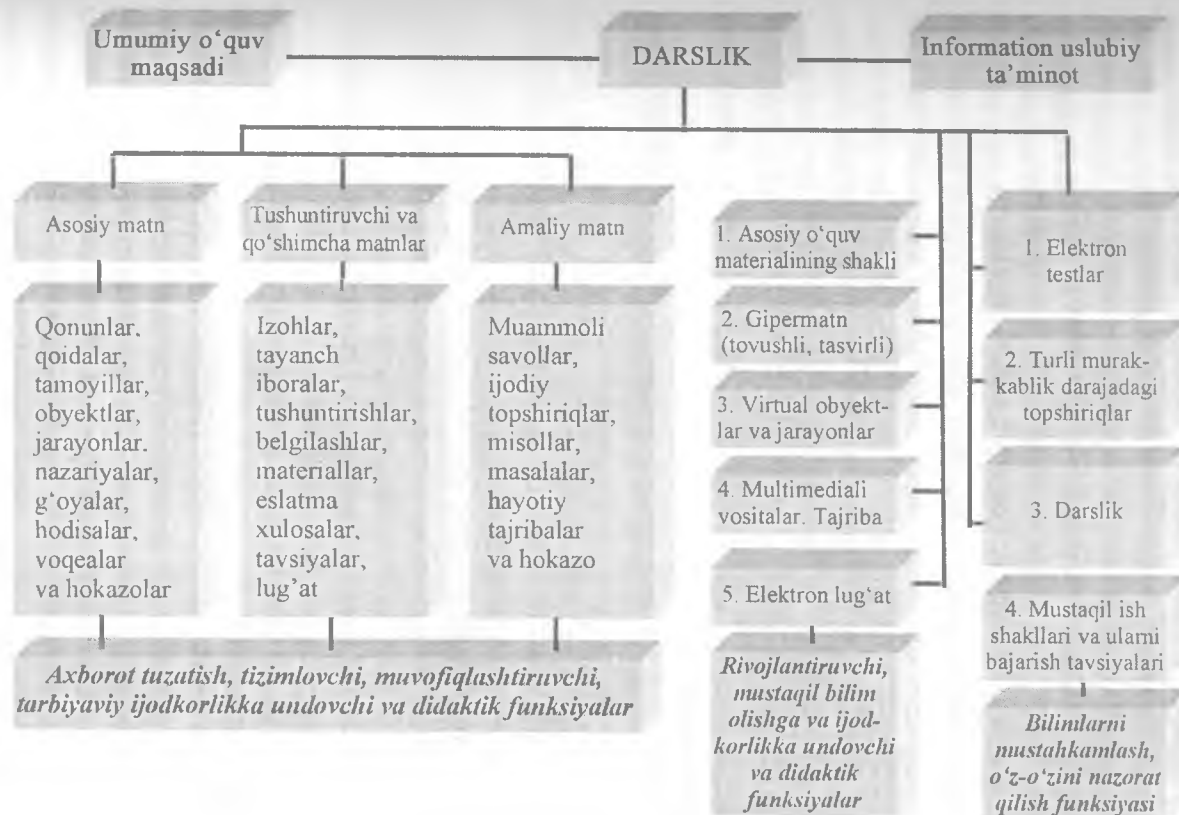 Umumiy o‘quv
maqsadi
DARSLIK
Information uslubiy
ta’minot
Asosiy matn
Tushuntiruvchi va
qo‘shimcha matnlar
Amaliy matn
Qonunlar.
qoidalar,
tamoyillar,
obyektlar,
jarayonlar.
nazariyalar,
g‘oyalar,
hodisalar,
voqealar
va hokazolar
Izohlar,
tayanch
iboralar,
tushuntirishlar,
belgilashlar,
materiallar,
eslatma
xulosalar,
tavsiyalar,
lug’at
Muammoli
savollar,
ijodiy
topshiriqlar,
misollar,
masalalar,
hayotiy
tajribalar
va hokazo
Axborot tuzatish, tizimlovchi, muvofiqlashtiruvchi,
tarbiyaviy ijodkorlikka undovchi va didaktik funksiyalar
1. Asosiy o‘quv
materialining shakli
2. Gipermatn
(tovushli, tasvirli)
3. Virtual obyekt-
lar va jarayonlar
4. Multimediali
vositalar. Tajriba
5. Elektron lug‘at
Rivojlantiruvchi,
mustaqil bilim
olishga va ijod-
korlikka undovchi
va didaktik
funksiyalar
1. Elektron
testlar
2. Turli murak-
kablik darajadagi
topshiriqlar
3. Darslik
4. Mustaqil ish
shakllari va ularni
bajarish tavsiyalari
Bilimlarni
mustahkamlash,
o‘z-o‘zini nazorat
qilish funksiyasi